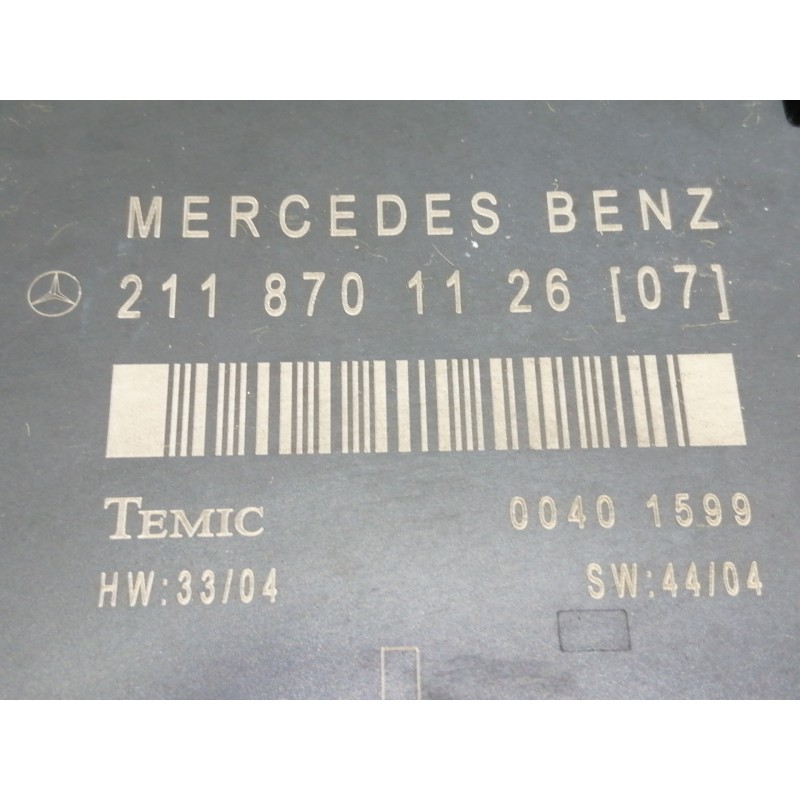 MERCEDES BENZ
211 870 11 26 [07]
TEMIC 0040 1599
HW:33/04 SW:44/04